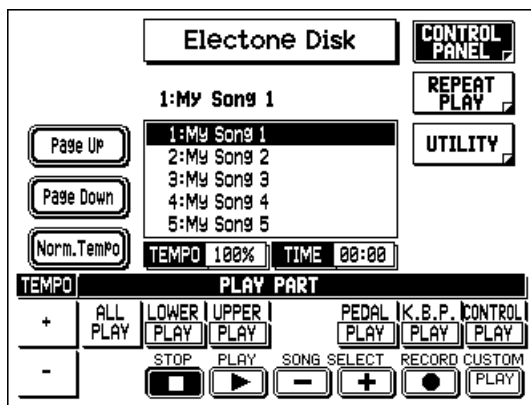 Electone Disk
CONTROL PANEL
1:My Song 1
REPEAT PLAY
UTILITY
Page Up
Page Down
Norm.Tempo
1:My Song 1
2:My Song 2
3:My Song 3
4:My Song 4
5:My Song 5
TEMPO 100% TIME 00:00
TEMPO PLAY PART
+ ALL PLAY LOWER PLAY UPPER PLAY PEDAL PLAY K.B.P. PLAY CONTROL PLAY
- STOP PLAY SONG SELECT RECORD CUSTOM PLAY
- +